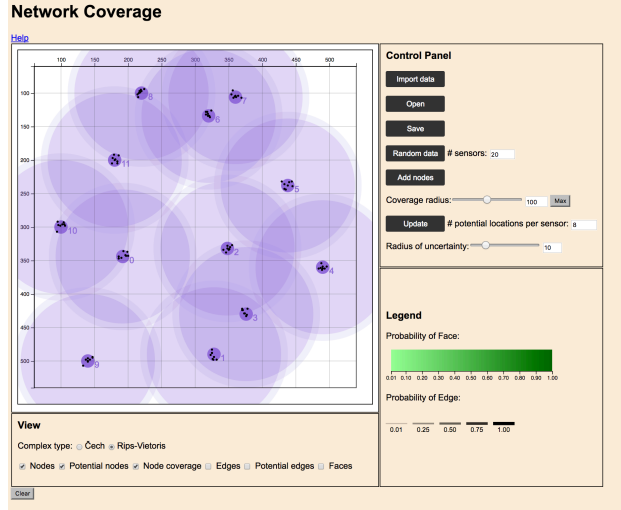 Network Coverage
Help
100 150 200 250 300 350 400 450 500
100
150
200
250
300
350
400
450
500
8
7
6
11
5
10
0
2
4
3
1
9
Control Panel
Import data
Open
Save
Random data # sensors: 20
Add nodes
Coverage radius: 100 Max
Update # potential locations per sensor: 8
Radius of uncertainty: 10
Legend
Probability of Face:
0.01 0.10 0.20 0.30 0.40 0.50 0.60 0.70 0.80 0.90 1.00
Probability of Edge:
0.01 0.25 0.50 0.75 1.00
View
Complex type: Čech Rips-Vietoris
Nodes Potential nodes Node coverage Edges Potential edges Faces
Clear